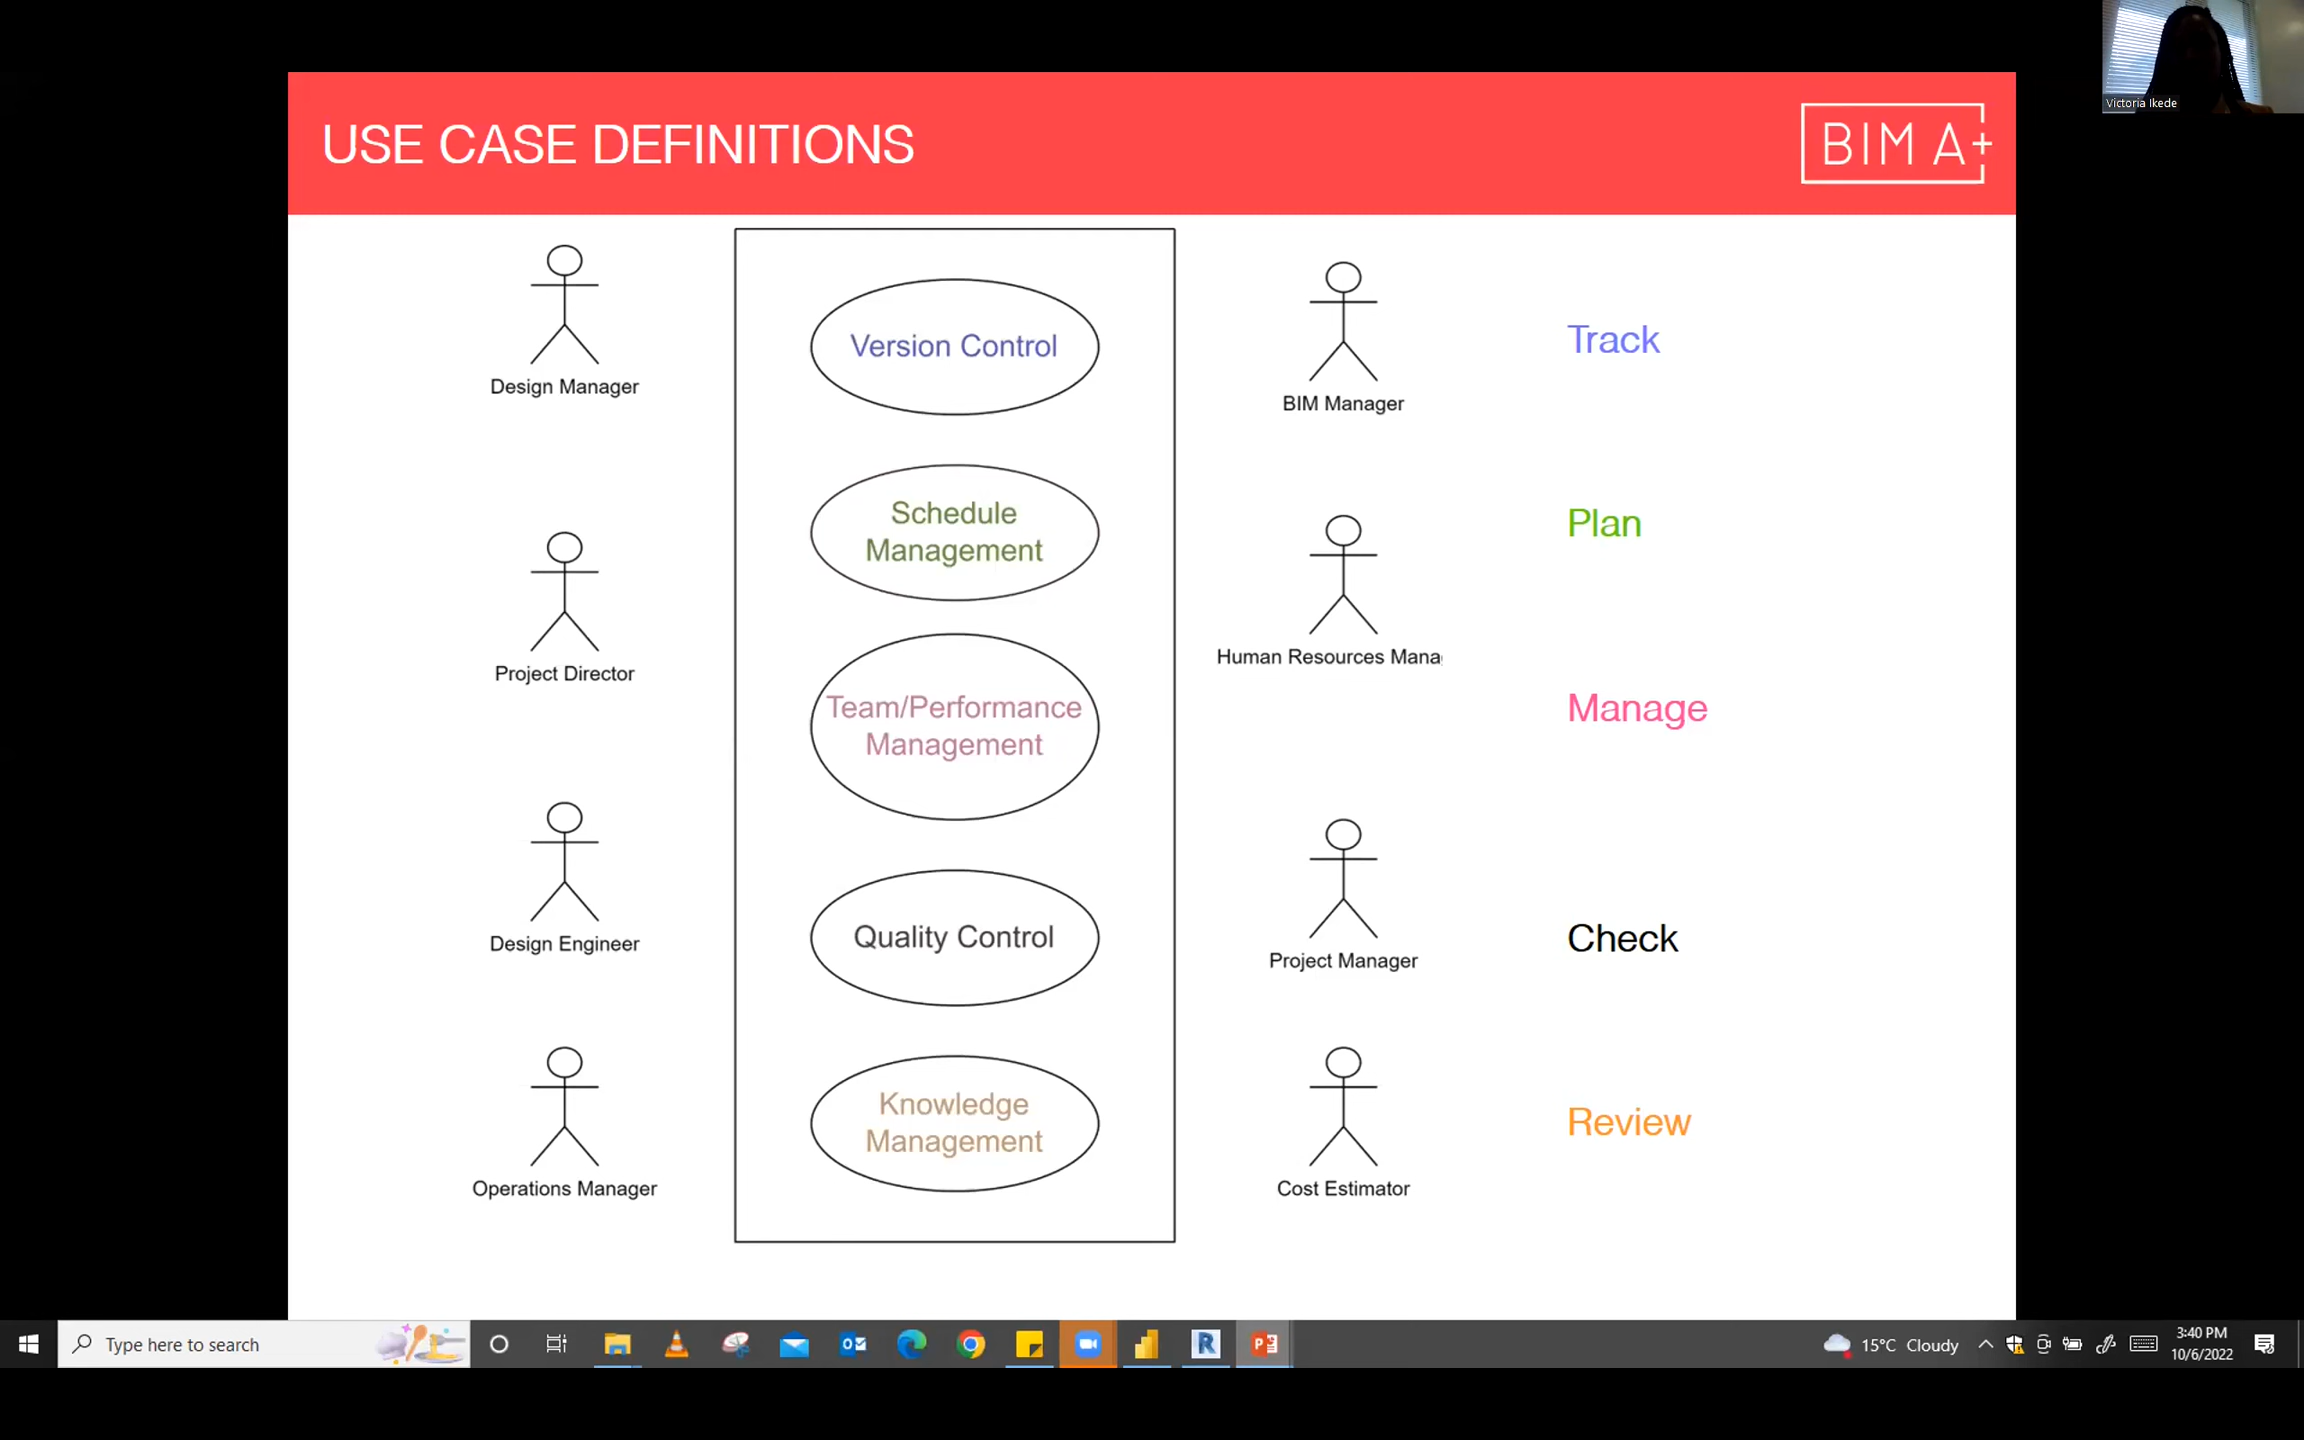 Victoria Ikede
USE CASE DEFINITIONS
BIM A+
Design Manager
Version Control
BIM Manager
Track
Schedule
Management
Plan
Project Director
Human Resources Mana
Team/Performance
Management
Manage
Design Engineer
Quality Control
Project Manager
Check
Knowledge
Management
Review
Operations Manager
Cost Estimator
Type here to search
15°C Cloudy
3:40 PM
10/6/2022